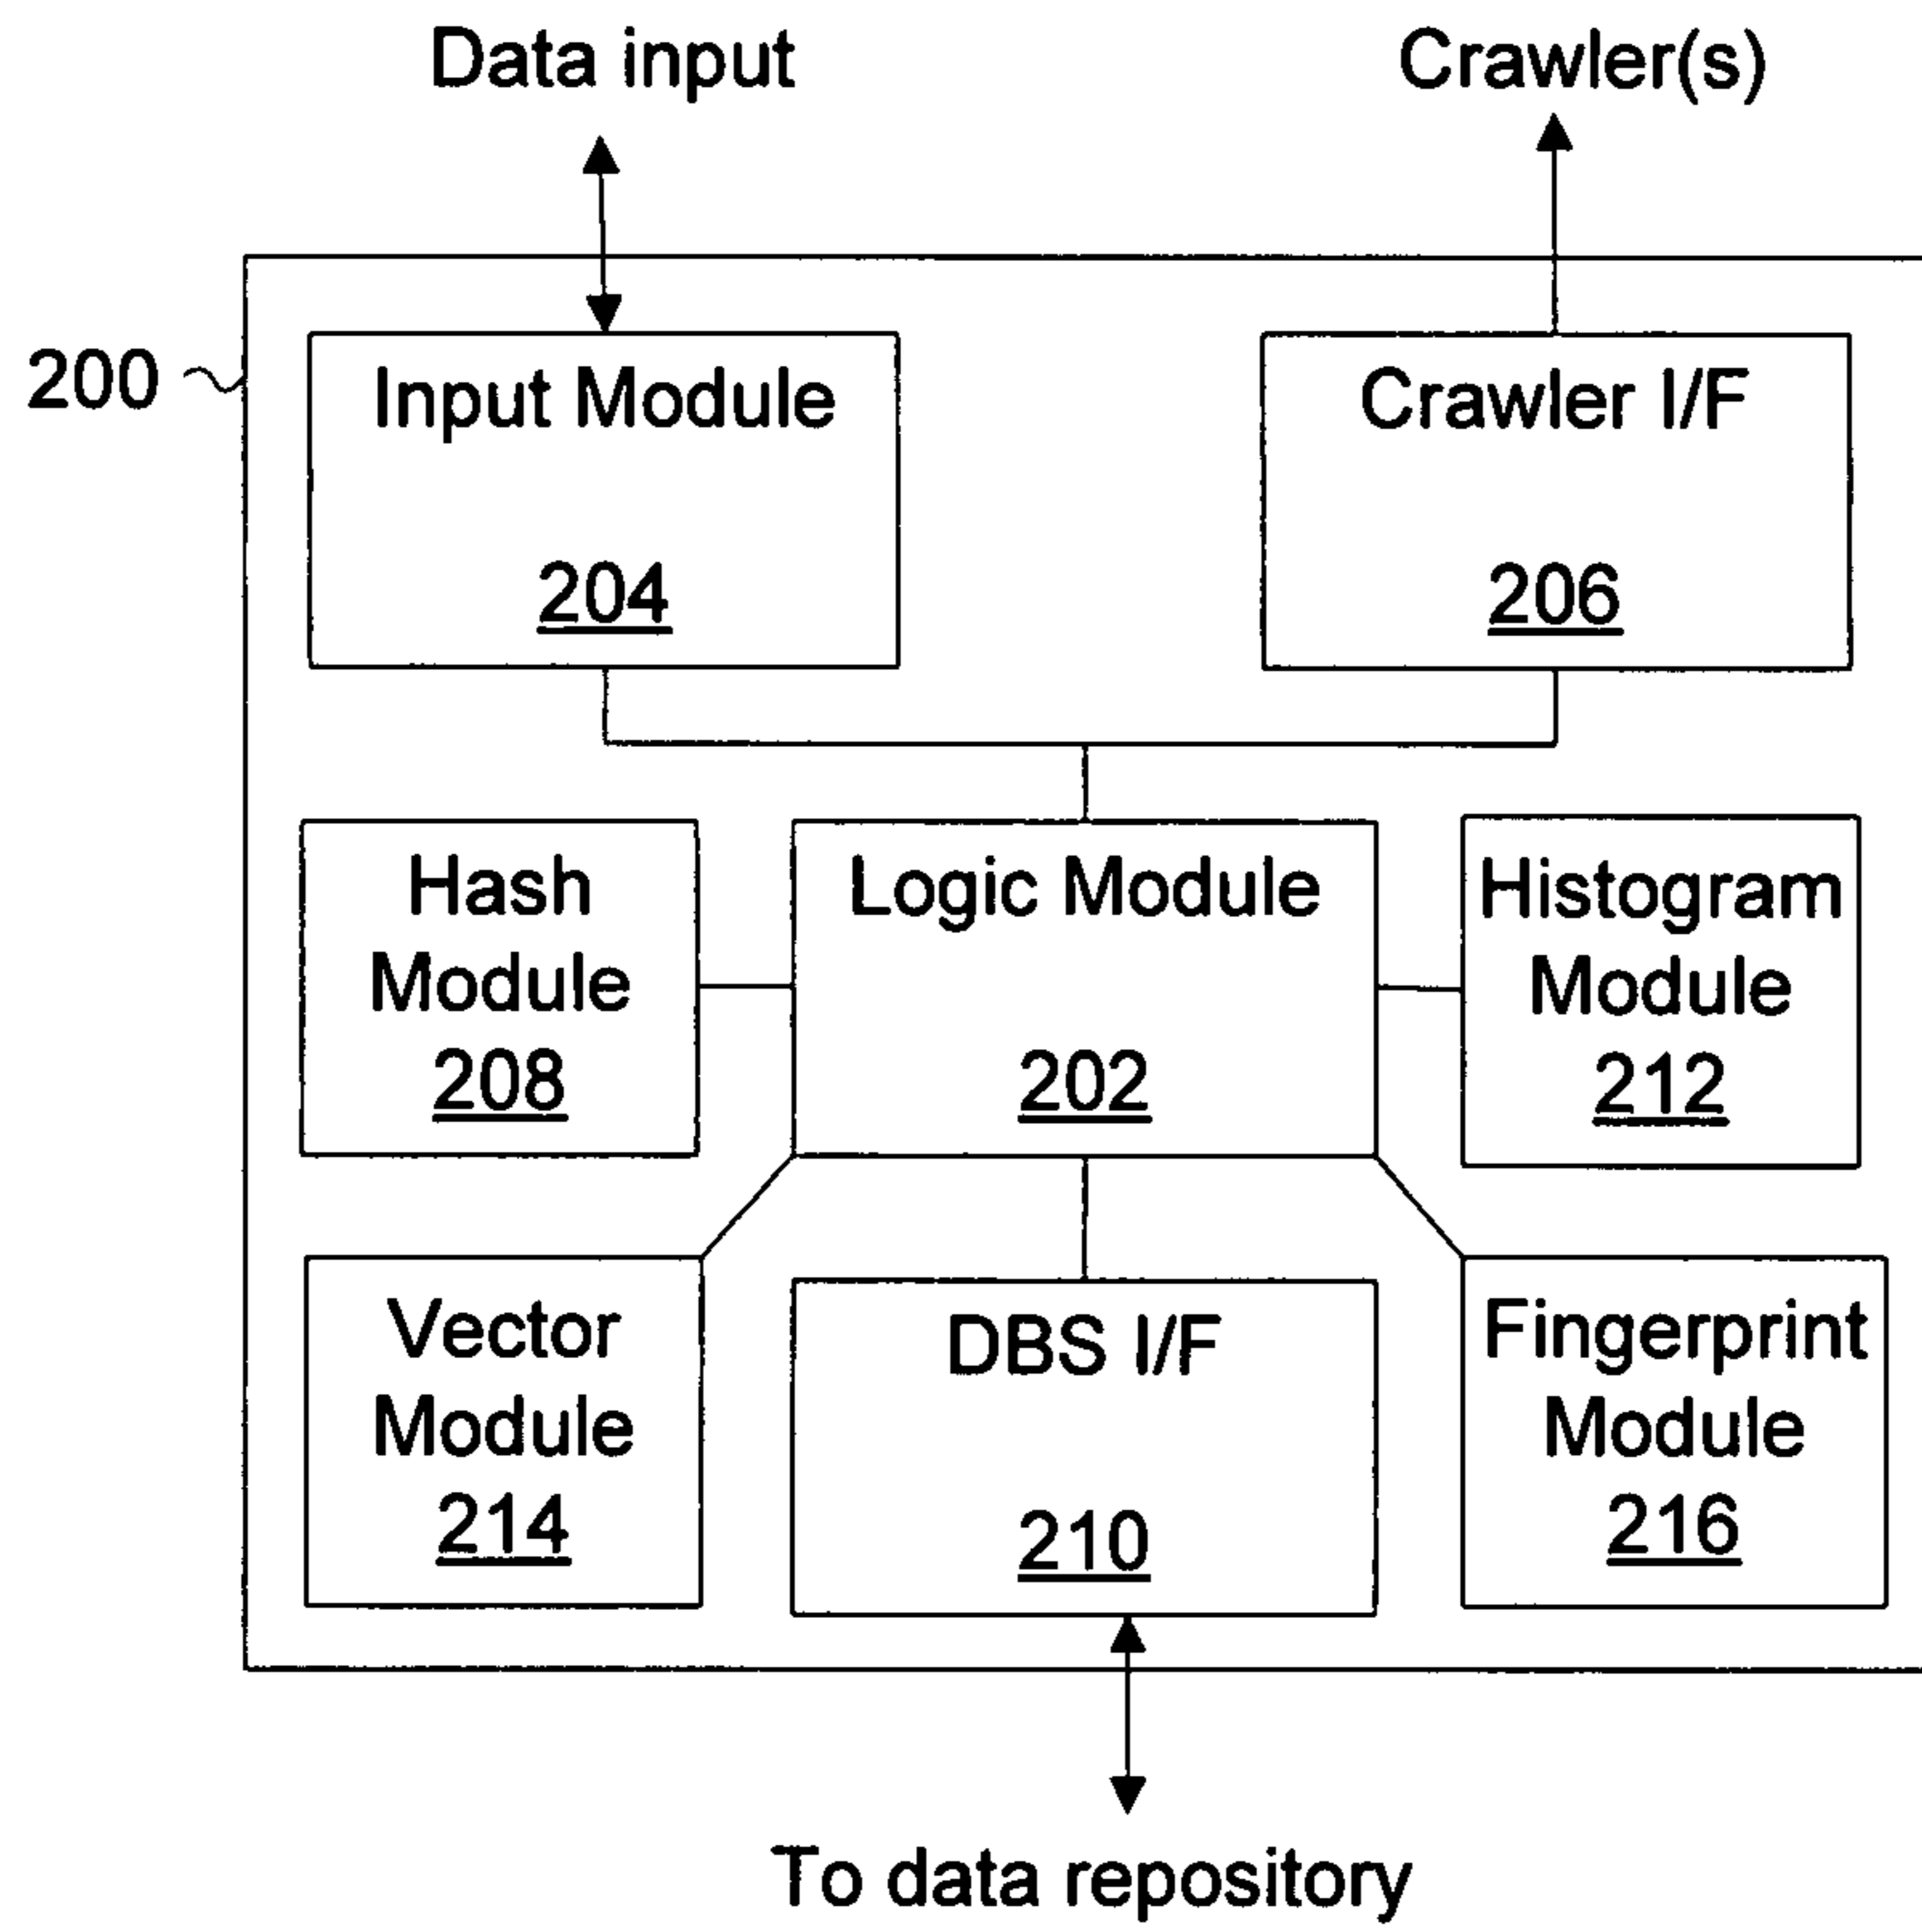 Data input
Crawler(s)
200
Input Module
204
Crawler I/F
206
Hash
Module
208
Logic Module
202
Histogram
Module
212
Vector
Module
214
DBS I/F
210
Fingerprint
Module
216
To data repository